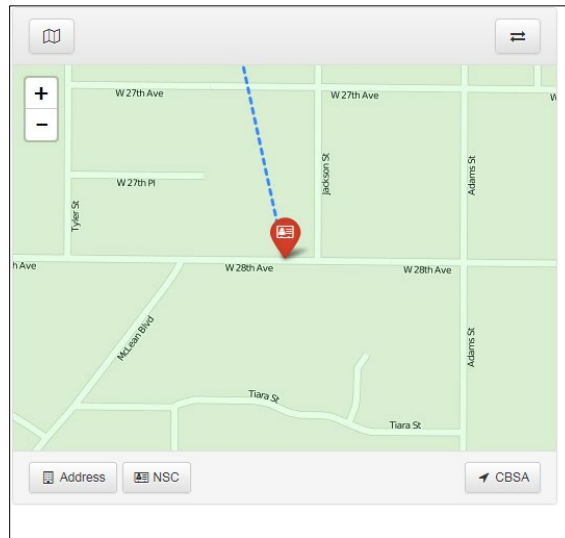 +
W 27th Ave
W 27th Ave
W
−
W 27th Pl
Jackson St
Adams St
Tyler St
h Ave
W 28th Ave
W 28th Ave
McLean Blvd
Adams St
Tiara St
Tiara St
Address
NSC
CBSA